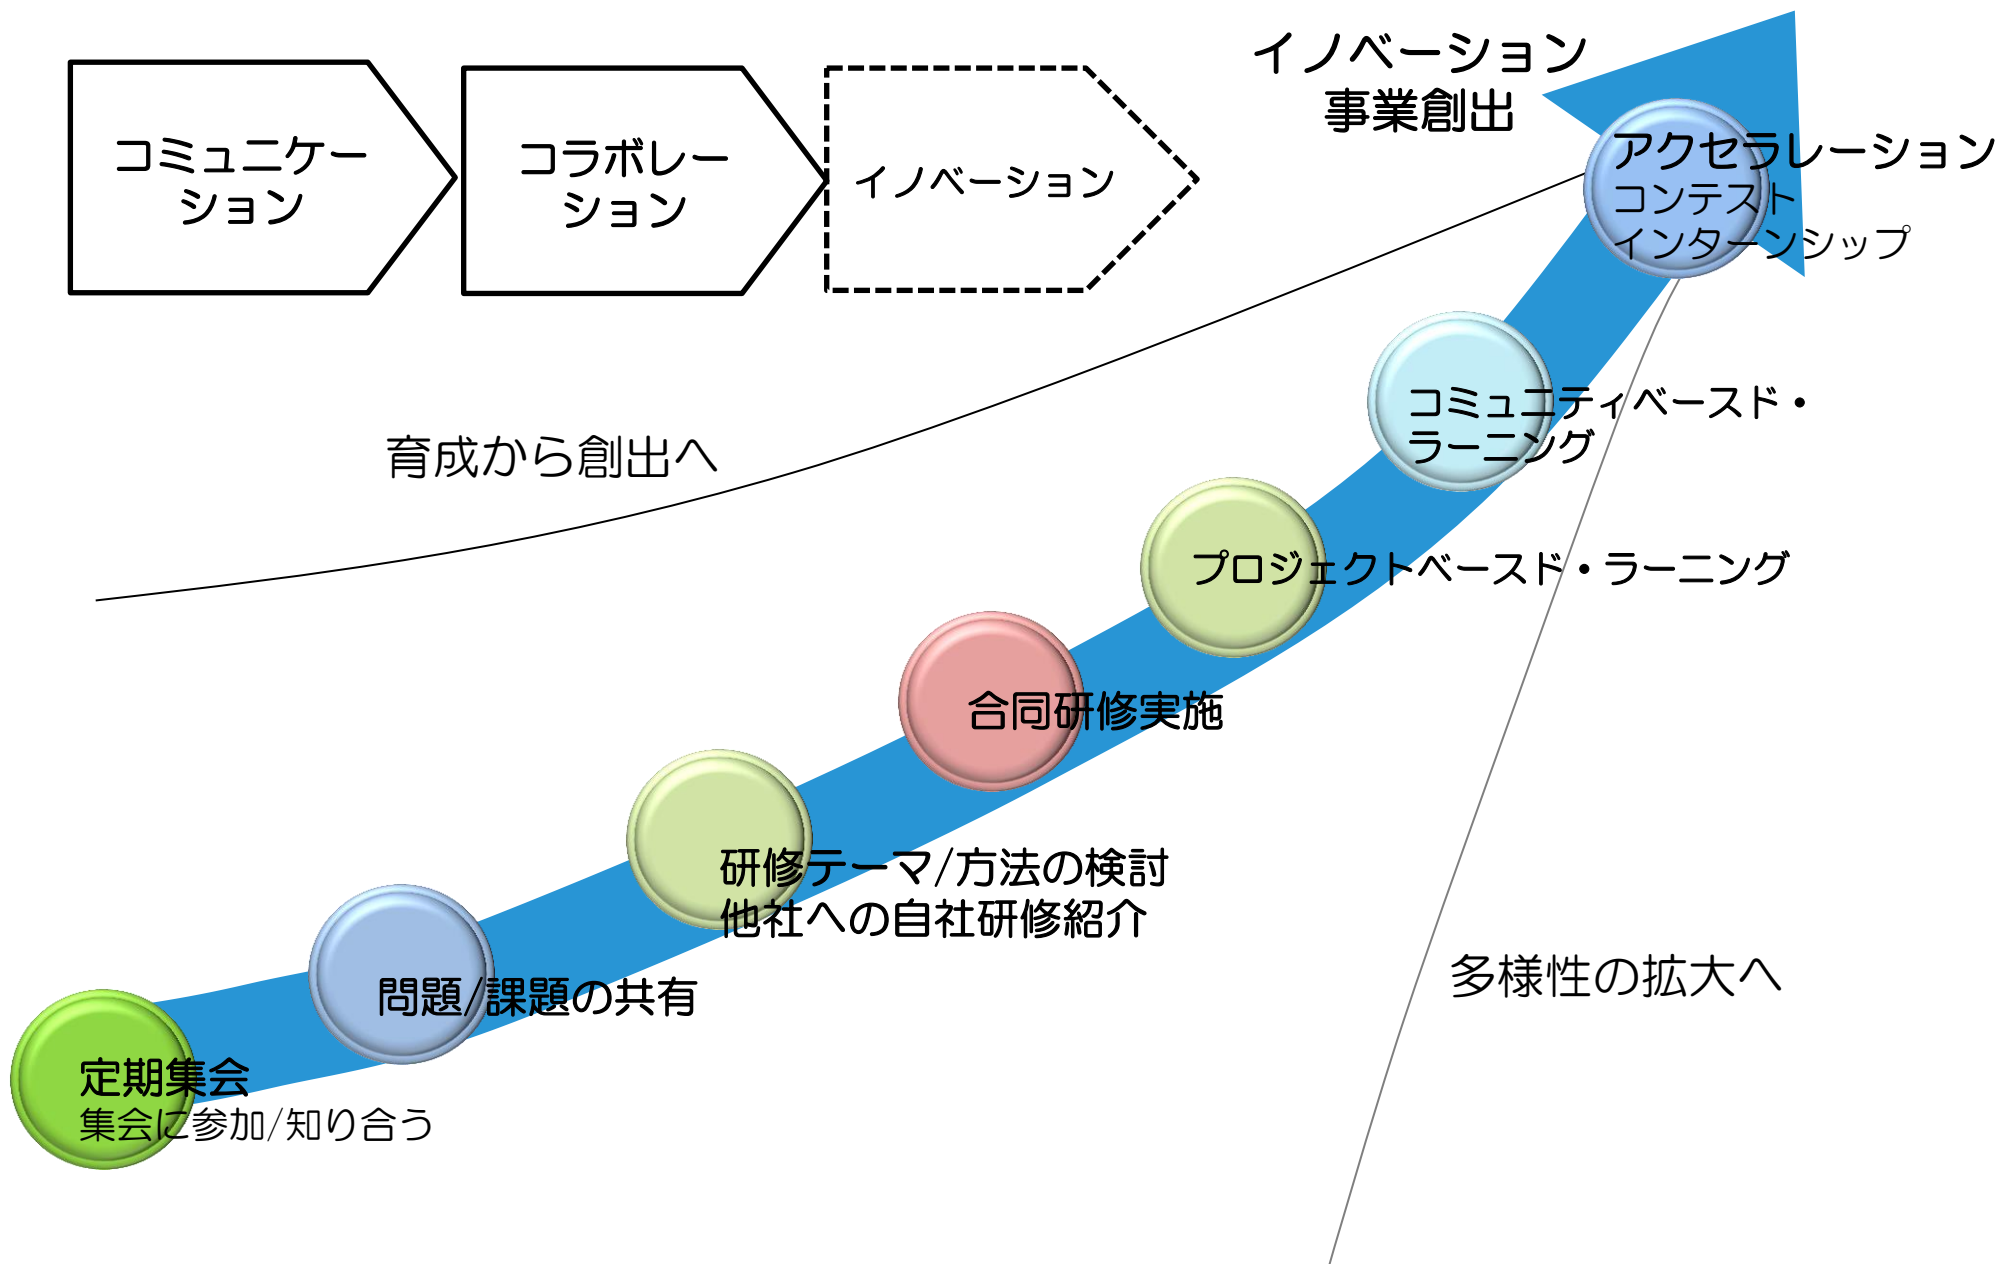 コミュニケー
ション
コラボレー
ション
イノベーション
イノベーション
事業創出
アクセラレーション
コンテスト
インターンシップ
コミュニティベースド・
ラーニング
育成から創出へ
プロジェクトベースド・ラーニング
合同研修実施
研修テーマ/方法の検討
他社への自社研修紹介
多様性の拡大へ
問題/課題の共有
定期集会
集会に参加/知り合う